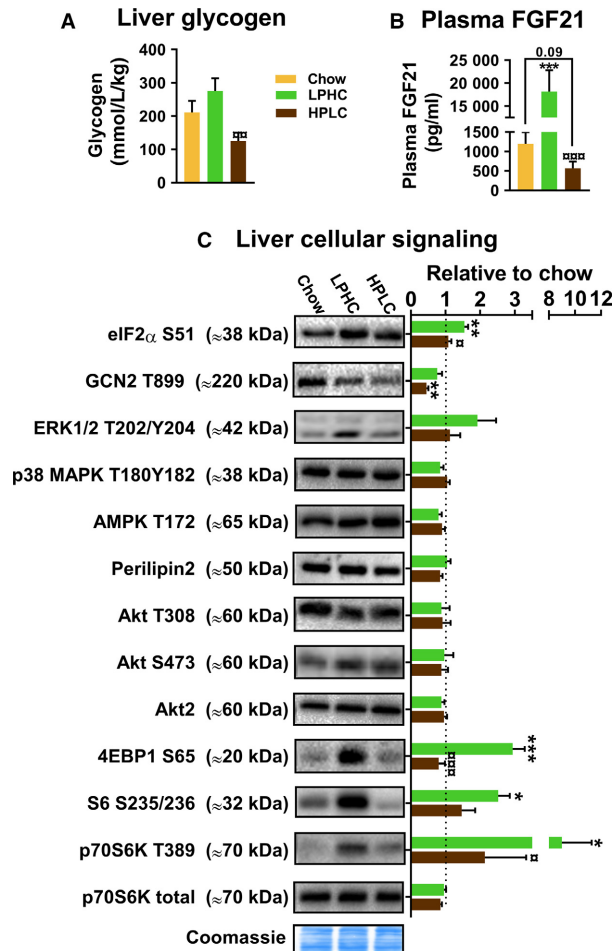 A Liver glycogen
400
300
200
100
0
Glycogen
(mmol/L/kg)
¤¤
Chow
LPHC
HPLC
B Plasma FGF21
0.09
***
25 000
20 000
15 000
1500
1000
500
0
Plasma FGF21
(pg/ml)
¤¤¤
C Liver cellular signaling
Chow LPHC HPLC
Relative to chow
0 1 2 3 8 10 12
eIF2α S51 (≈38 kDa) ** ¤
GCN2 T899 (≈220 kDa) **
ERK1/2 T202/Y204 (≈42 kDa)
p38 MAPK T180Y182 (≈38 kDa)
AMPK T172 (≈65 kDa)
Perilipin2 (≈50 kDa)
Akt T308 (≈60 kDa)
Akt S473 (≈60 kDa)
Akt2 (≈60 kDa)
4EBP1 S65 (≈20 kDa) *** ¤¤¤
S6 S235/236 (≈32 kDa) *
p70S6K T389 (≈70 kDa) * ¤
p70S6K total (≈70 kDa)
Coomassie